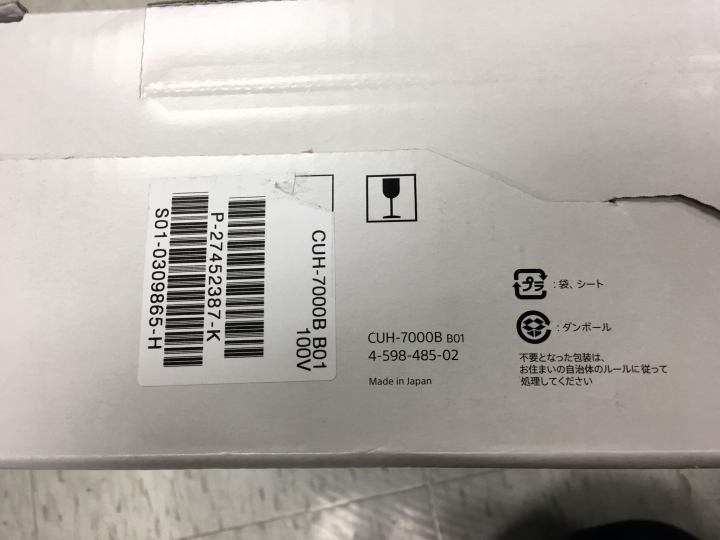 CUH-7000B B01
100V
P-27452387-K
S01-0309865-H
CUH-7000B B01
4-598-485-02
Made in Japan
プラ : 袋、シート
: ダンボール
不要となった包装は、
お住まいの自治体のルールに従って
処理してください